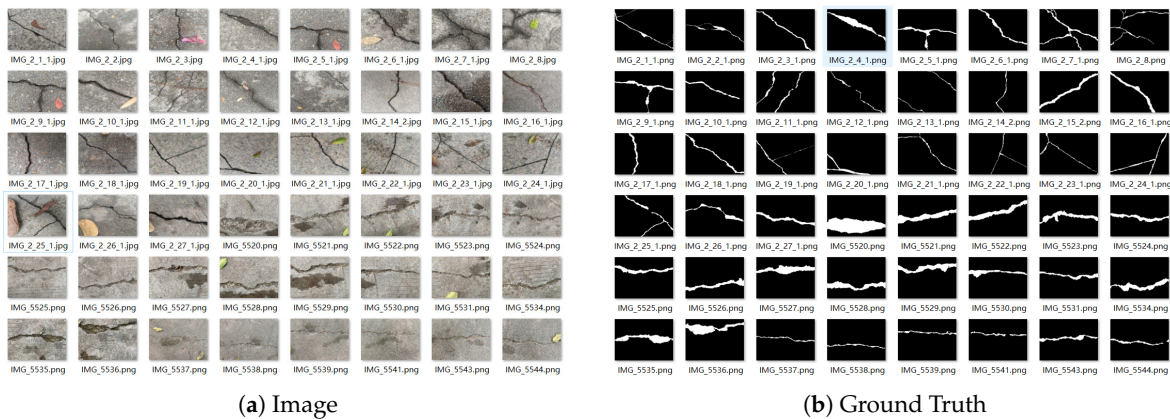 IMG_2_1_1.jpg IMG_2_2.jpg IMG_2_3.jpg IMG_2_4_1.jpg IMG_2_5_1.jpg IMG_2_6_1.jpg IMG_2_7_1.jpg IMG_2_8.jpg
IMG_2_9_1.jpg IMG_2_10_1.jpg IMG_2_11_1.jpg IMG_2_12_1.jpg IMG_2_13_1.jpg IMG_2_14_2.jpg IMG_2_15_1.jpg IMG_2_16_1.jpg
IMG_2_17_1.jpg IMG_2_18_1.jpg IMG_2_19_1.jpg IMG_2_20_1.jpg IMG_2_21_1.jpg IMG_2_22_1.jpg IMG_2_23_1.jpg IMG_2_24_1.jpg
IMG_2_25_1.jpg IMG_2_26_1.jpg IMG_2_27_1.jpg IMG_5520.png IMG_5521.png IMG_5522.png IMG_5523.png IMG_5524.png
IMG_5525.png IMG_5526.png IMG_5527.png IMG_5528.png IMG_5529.png IMG_5530.png IMG_5531.png IMG_5534.png
IMG_5535.png IMG_5536.png IMG_5537.png IMG_5538.png IMG_5539.png IMG_5541.png IMG_5543.png IMG_5544.png
(a) Image
IMG_2_1_1.png IMG_2_2_1.png IMG_2_3_1.png IMG_2_4_1.png IMG_2_5_1.png IMG_2_6_1.png IMG_2_7_1.png IMG_2_8.png
IMG_2_9_1.png IMG_2_10_1.png IMG_2_11_1.png IMG_2_12_1.png IMG_2_13_1.png IMG_2_14_2.png IMG_2_15_2.png IMG_2_16_1.png
IMG_2_17_1.png IMG_2_18_1.png IMG_2_19_1.png IMG_2_20_1.png IMG_2_21_1.png IMG_2_22_1.png IMG_2_23_1.png IMG_2_24_1.png
IMG_2_25_1.png IMG_2_26_1.png IMG_2_27_1.png IMG_5520.png IMG_5521.png IMG_5522.png IMG_5523.png IMG_5524.png
IMG_5525.png IMG_5526.png IMG_5527.png IMG_5528.png IMG_5529.png IMG_5530.png IMG_5531.png IMG_5534.png
IMG_5535.png IMG_5536.png IMG_5537.png IMG_5538.png IMG_5539.png IMG_5541.png IMG_5543.png IMG_5544.png
(b) Ground Truth